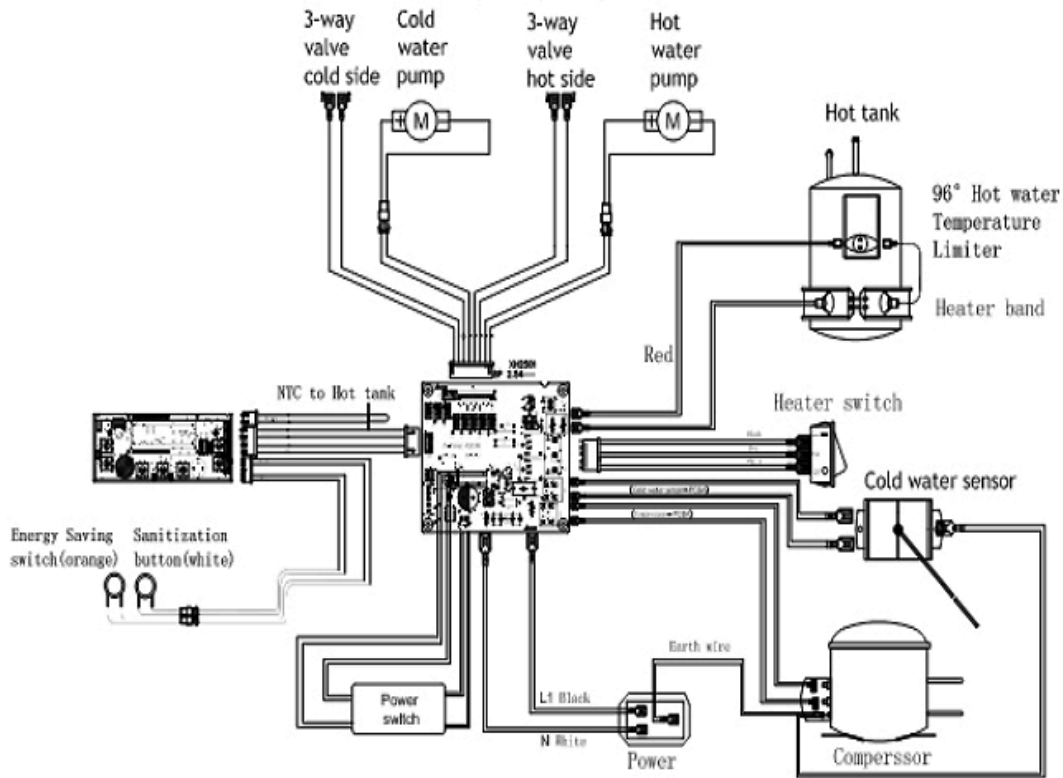 3-way
valve
cold side
Cold
water
pump
3-way
valve
hot side
Hot
water
pump
Hot tank
96° Hot water
Temperature
Limiter
Heater band
Red
NTC to Hot tank
Heater switch
Cold water sensor
Energy Saving
switch(orange)
Sanitization
button(white)
Earth wire
Power
switch
L1 Black
N White
Power
Comperssor
M
M